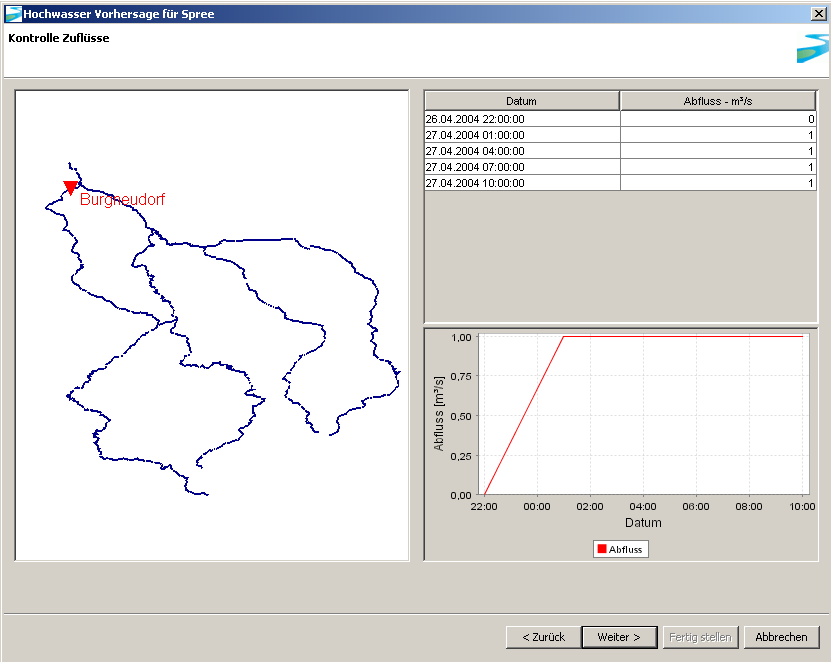 Hochwasser Vorhersage für Spree
Kontrolle Zuflüsse
Burgneudorf
Datum Abfluss - m³/s
26.04.2004 22:00:00 0
27.04.2004 01:00:00 1
27.04.2004 04:00:00 1
27.04.2004 07:00:00 1
27.04.2004 10:00:00 1
1,00
0,75
0,50
0,25
0,00
Abfluss [m³/s]
22:00 00:00 02:00 04:00 06:00 08:00 10:00
Datum
Abfluss
< Zurück Weiter > Fertig stellen Abbrechen